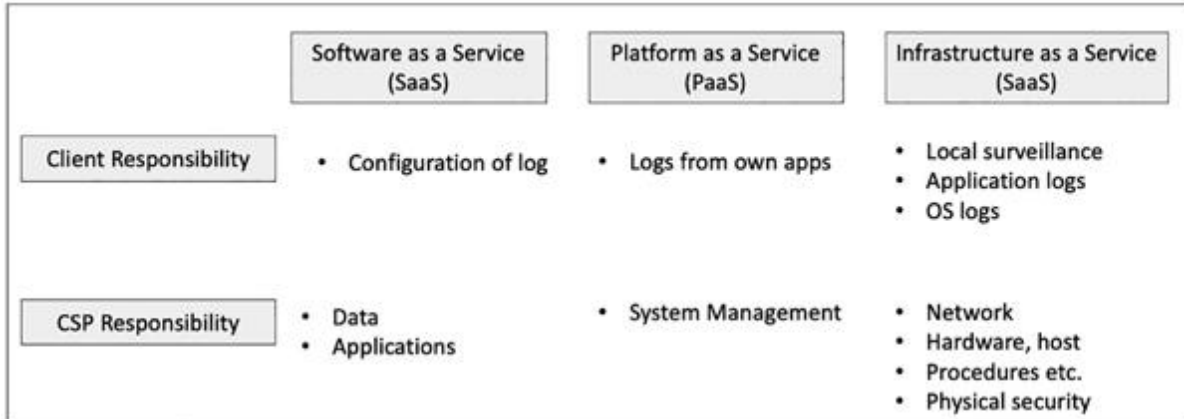 Software as a Service
(SaaS)
Platform as a Service
(PaaS)
Infrastructure as a Service
(SaaS)
Client Responsibility
• Configuration of log
• Logs from own apps
• Local surveillance
• Application logs
• OS logs
CSP Responsibility
• Data
• Applications
• System Management
• Network
• Hardware, host
• Procedures etc.
• Physical security